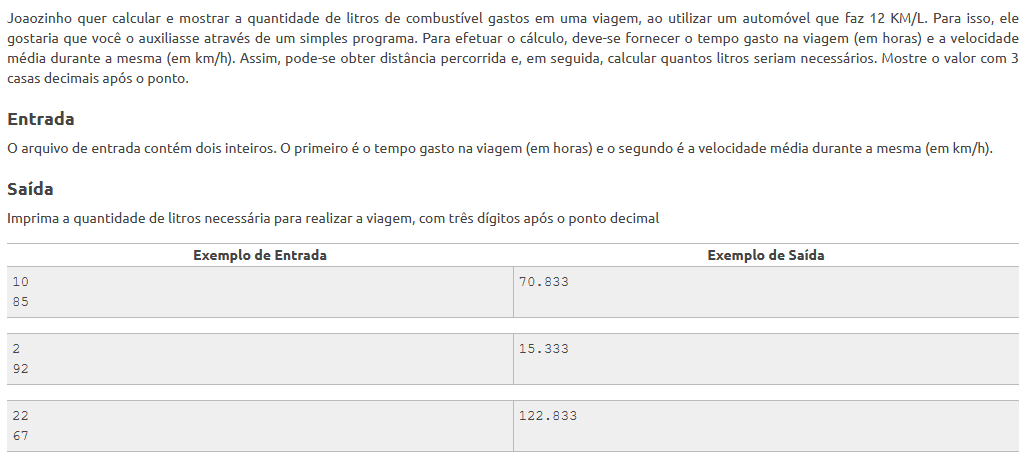 Joaozinho quer calcular e mostrar a quantidade de litros de combustível gastos em uma viagem, ao utilizar um automóvel que faz 12 KM/L. Para isso, ele
gostaria que você o auxiliasse através de um simples programa. Para efetuar o cálculo, deve-se fornecer o tempo gasto na viagem (em horas) e a velocidade
média durante a mesma (em km/h). Assim, pode-se obter distância percorrida e, em seguida, calcular quantos litros seriam necessários. Mostre o valor com 3
casas decimais após o ponto.
Entrada
O arquivo de entrada contém dois inteiros. O primeiro é o tempo gasto na viagem (em horas) e o segundo é a velocidade média durante a mesma (em km/h).
Saída
Imprima a quantidade de litros necessária para realizar a viagem, com três dígitos após o ponto decimal
Exemplo de Entrada Exemplo de Saída
10 70.833
85
2 15.333
92
22 122.833
67